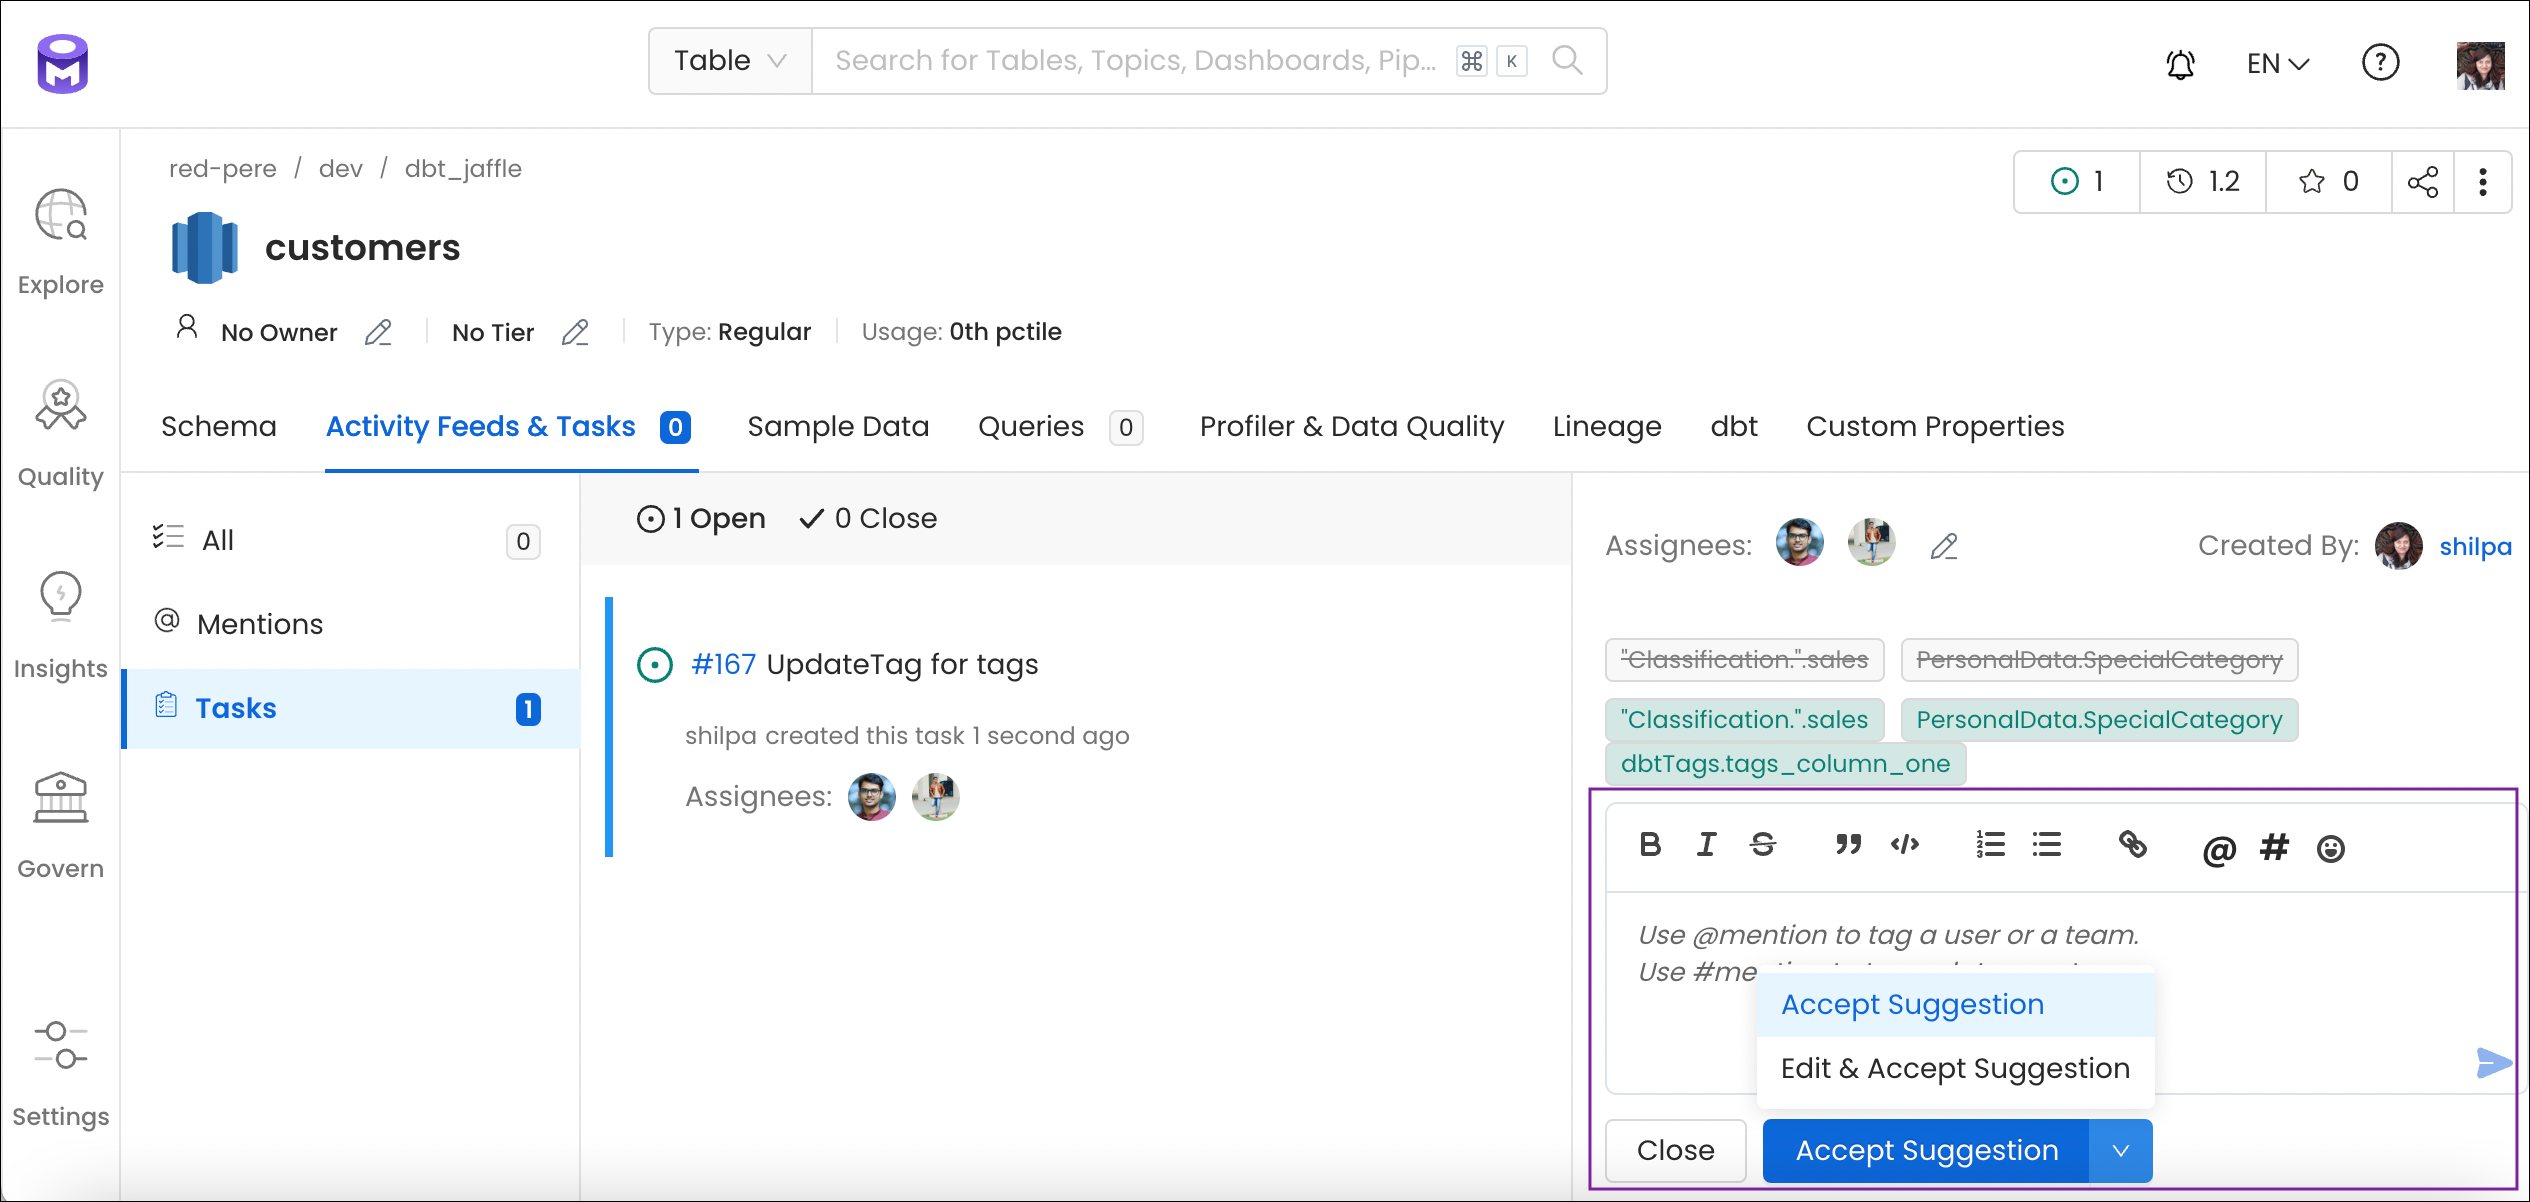 Table
Search for Tables, Topics, Dashboards, Pip...
⌘ K
EN
?
Explore
Quality
Insights
Govern
Settings
red-pere / dev / dbt_jaffle
1
1.2
0
customers
No Owner
No Tier
Type: Regular
Usage: 0th pctile
Schema
Activity Feeds & Tasks 0
Sample Data
Queries 0
Profiler & Data Quality
Lineage
dbt
Custom Properties
All 0
@ Mentions
Tasks 1
1 Open
0 Close
#167 UpdateTag for tags
shilpa created this task 1 second ago
Assignees:
Assignees:
Created By: shilpa
"Classification.".sales PersonalData.SpecialCategory
"Classification.".sales PersonalData.SpecialCategory
dbtTags.tags_column_one
B I S " </> @ #
Use @mention to tag a user or a team.
Use
Accept Suggestion
Edit & Accept Suggestion
Close
Accept Suggestion